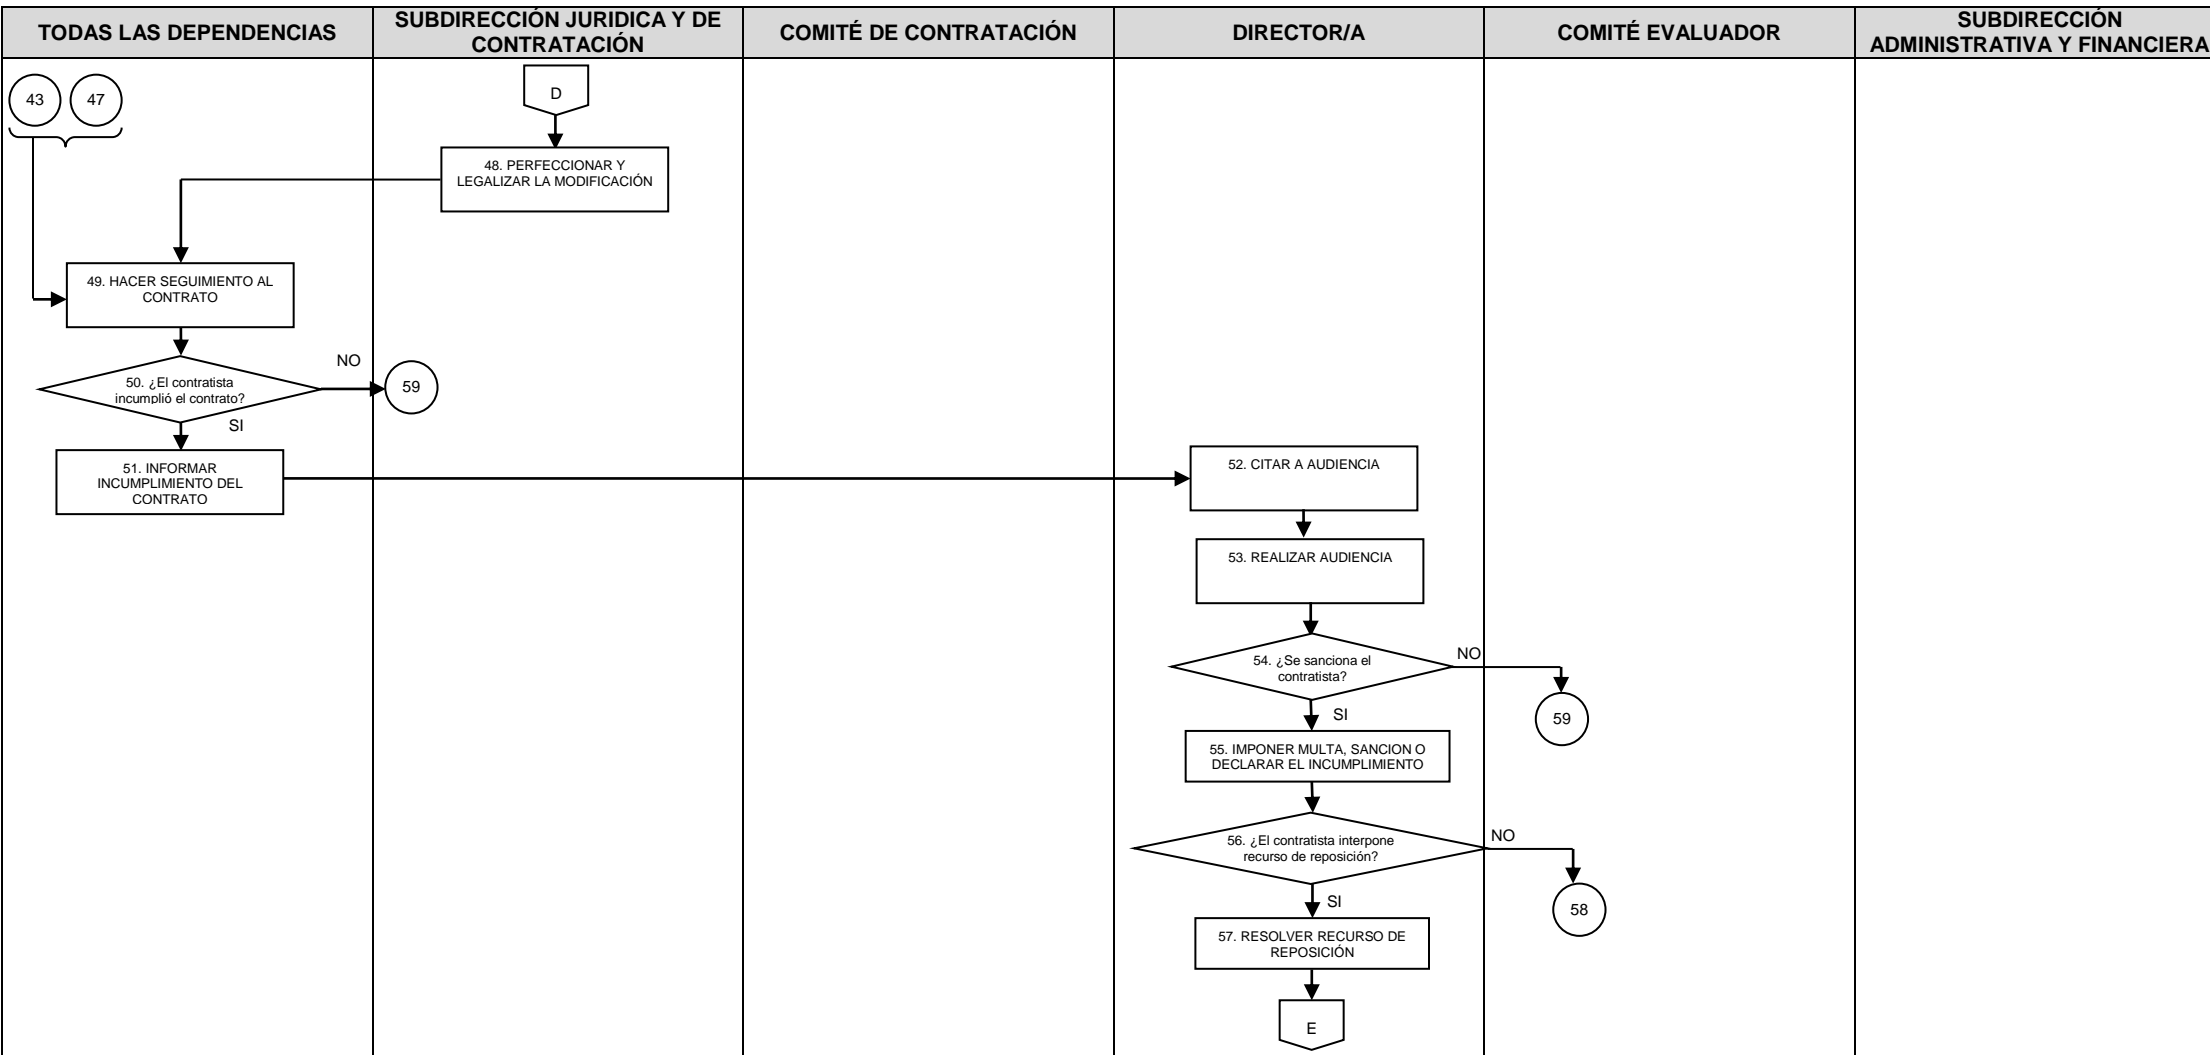 TODAS LAS DEPENDENCIAS
SUBDIRECCIÓN JURIDICA Y DE
CONTRATACIÓN
COMITÉ DE CONTRATACIÓN
DIRECTOR/A
COMITÉ EVALUADOR
SUBDIRECCIÓN
ADMINISTRATIVA Y FINANCIERA
43
47
D
48. PERFECCIONAR Y
LEGALIZAR LA MODIFICACIÓN
49. HACER SEGUIMIENTO AL
CONTRATO
50. ¿El contratista
incumplió el contrato?
NO
59
SI
51. INFORMAR
INCUMPLIMIENTO DEL
CONTRATO
52. CITAR A AUDIENCIA
53. REALIZAR AUDIENCIA
54. ¿Se sanciona el
contratista?
NO
59
SI
55. IMPONER MULTA, SANCION O
DECLARAR EL INCUMPLIMIENTO
56. ¿El contratista interpone
recurso de reposición?
NO
58
SI
57. RESOLVER RECURSO DE
REPOSICIÓN
E